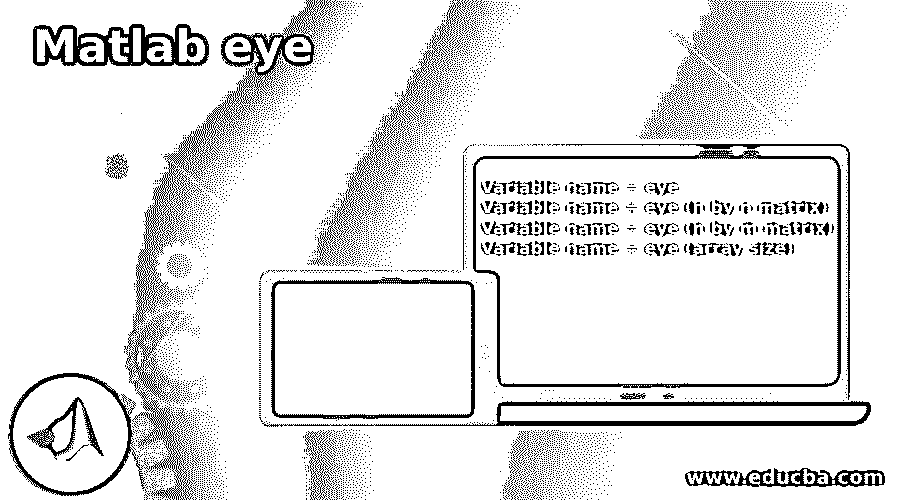 Matlab eye
Variable name = eye
Variable name = eye (n by n matrix)
Variable name = eye (n by m matrix)
Variable name = eye (array size)
www.educba.com